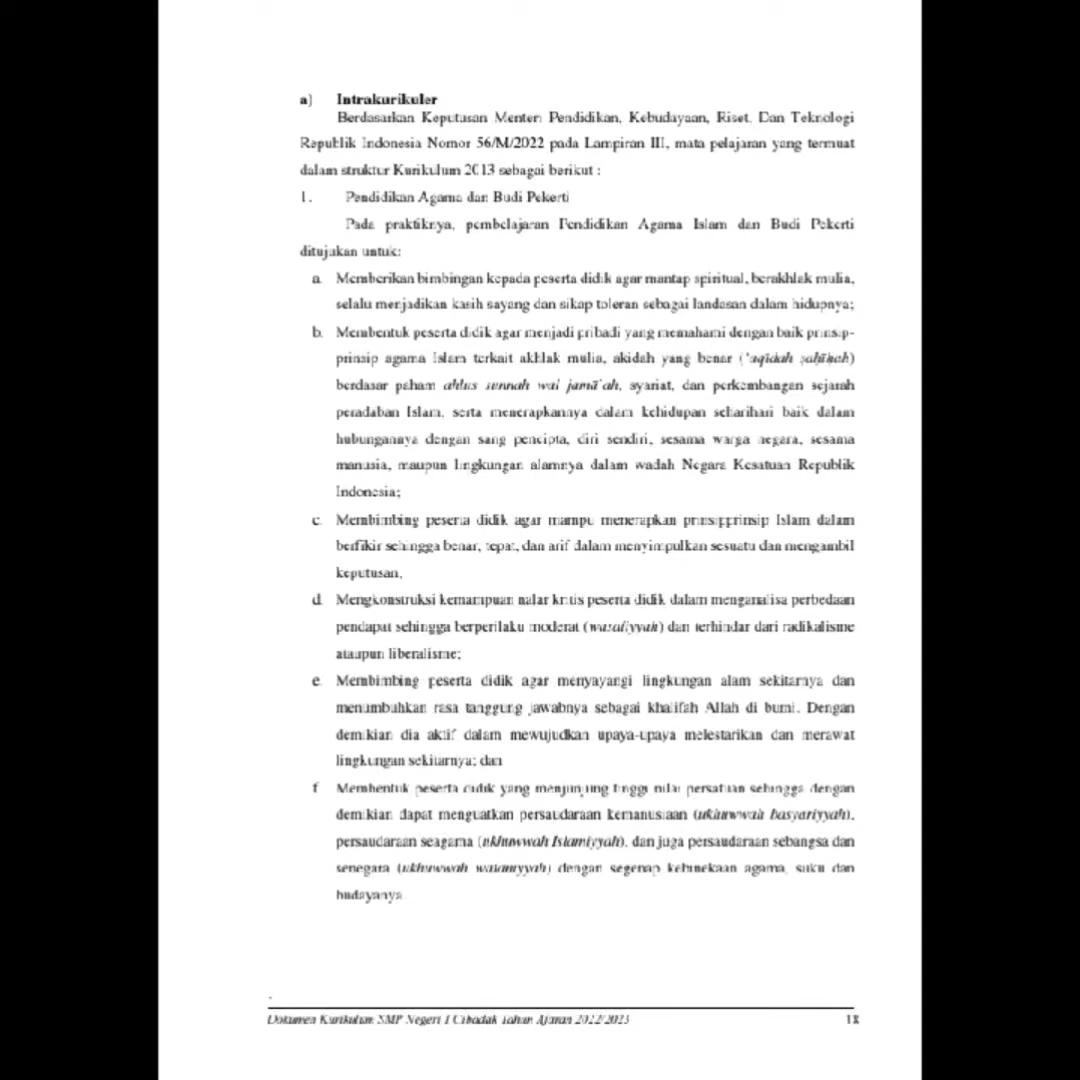 a) Intrakurikuler
Berdasarkan Keputusan Menteri Pendidikan, Kebudayaan, Riset, Dan Teknologi
Republik Indonesia Nomor 56/M/2022 pada Lampiran III, mata pelajaran yang termuat
dalam struktur Kurikulum 2013 sebagai berikut :
1. Pendidikan Agama dan Budi Pekerti
Pada praktiknya, pembelajaran Pendidikan Agama Islam dan Budi Pekerti
ditujukan untuk:
a. Memberikan bimbingan kepada peserta didik agar mantap spiritual, berakhlak mulia,
selalu menjadikan kasih sayang dan sikap toleran sebagai landasan dalam hidupnya;
b. Membentuk peserta didik agar menjadi pribadi yang memahami dengan baik prinsip-
prinsip agama Islam terkait akhlak mulia, akidah yang benar ('aqidah ṣaḥīḥah)
berdasar paham ahlus sunnah wal jamā'ah, syariat, dan perkembangan sejarah
peradaban Islam, serta menerapkannya dalam kehidupan seharihari baik dalam
hubungannya dengan sang pencipta, diri sendiri, sesama warga negara, sesama
manusia, maupun lingkungan alamnya dalam wadah Negara Kesatuan Republik
Indonesia;
c. Membimbing peserta didik agar mampu menerapkan prinsipprinsip Islam dalam
berfikir sehingga benar, tepat, dan arif dalam menyimpulkan sesuatu dan mengambil
keputusan,
d. Mengkonstruksi kemampuan nalar kritis peserta didik dalam menganalisa perbedaan
pendapat sehingga berperilaku moderat (wasaṭiyyah) dan terhindar dari radikalisme
ataupun liberalisme;
e. Membimbing peserta didik agar menyayangi lingkungan alam sekitarnya dan
menumbuhkan rasa tanggung jawabnya sebagai khalifah Allah di bumi. Dengan
demikian dia aktif dalam mewujudkan upaya-upaya melestarikan dan merawat
lingkungan sekitarnya; dan
f. Membentuk peserta didik yang menjunjung tinggi nilai persatuan sehingga dengan
demikian dapat menguatkan persaudaraan kemanusiaan (ukhuwwah basyariyyah),
persaudaraan seagama (ukhuwwah Islamiyyah), dan juga persaudaraan sebangsa dan
senegara (ukhuwwah waṭaniyyah) dengan segenap kebinekaan agama, suku dan
budayanya.
Dokumen Kurikulum SMP Negeri 1 Cibadak Tahun Ajaran 2022/2023 18